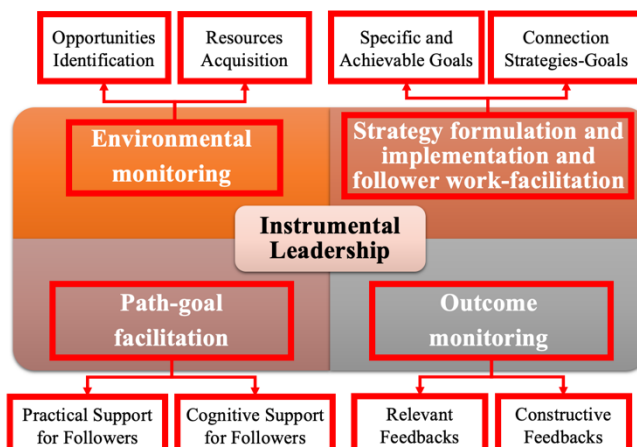 Opportunities
Identification
Resources
Acquisition
Specific and
Achievable Goals
Connection
Strategies-Goals
Environmental
monitoring
Strategy formulation and
implementation and
follower work-facilitation
Instrumental
Leadership
Path-goal
facilitation
Outcome
monitoring
Practical Support
for Followers
Cognitive Support
for Followers
Relevant
Feedbacks
Constructive
Feedbacks